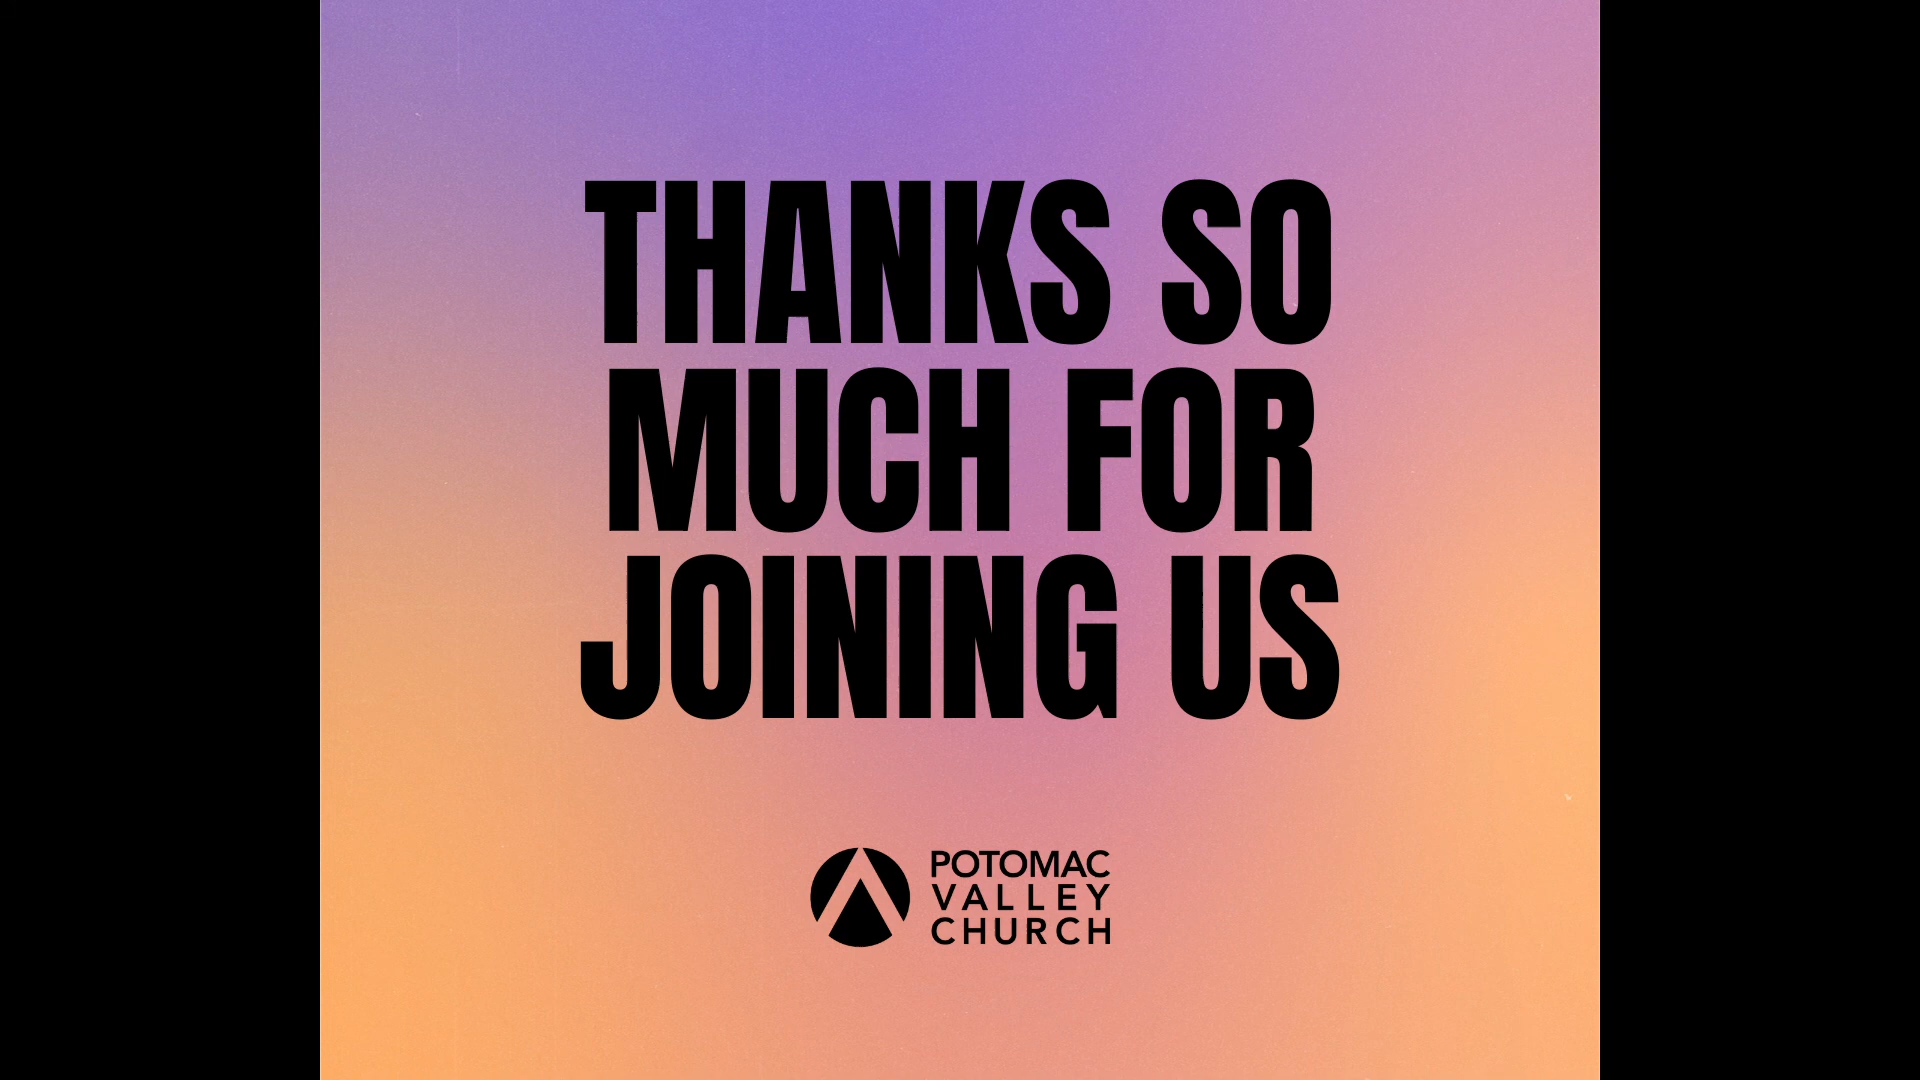 THANKS SO
MUCH FOR
JOINING US
POTOMAC
VALLEY
CHURCH